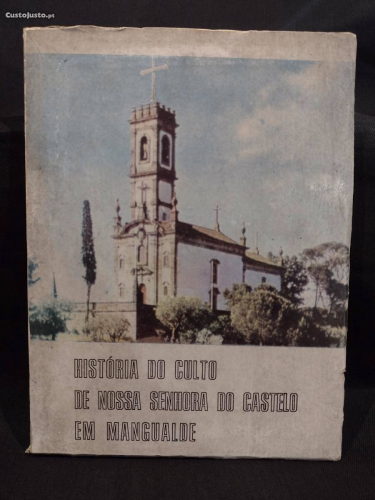 CustoJusto.pt
HISTÓRIA DO CULTO
DE NOSSA SENHORA DO CASTELO
EM MANGUALDE